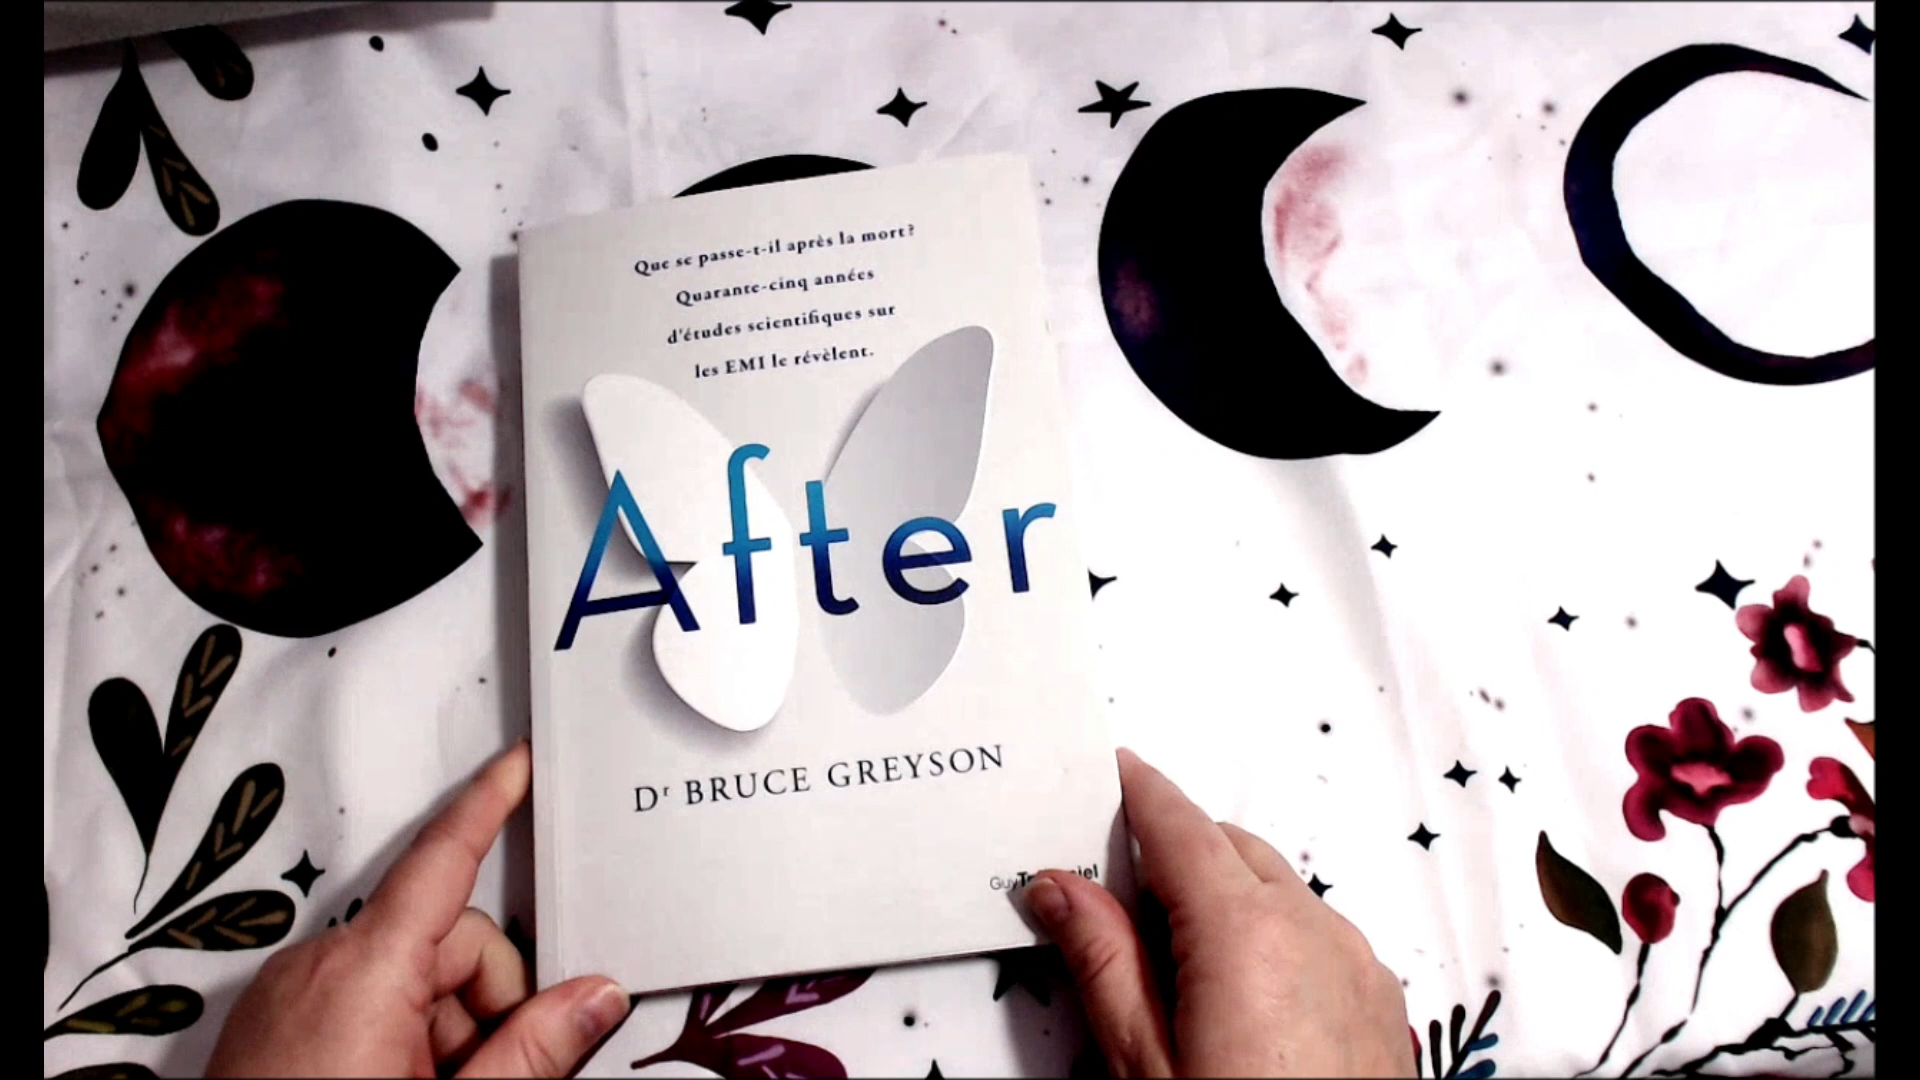 Que se passe-t-il après la mort?
Quarante-cinq années
d'études scientifiques sur
les EMI le révèlent.
After
Dr BRUCE GREYSON
Guy